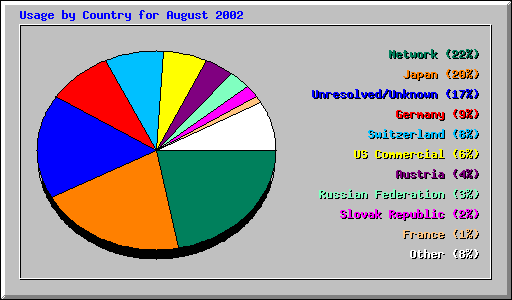 Usage by Country for August 2002
Network (22%)
Japan (20%)
Unresolved/Unknown (17%)
Germany (9%)
Switzerland (8%)
US Commercial (6%)
Austria (4%)
Russian Federation (3%)
Slovak Republic (2%)
France (1%)
Other (8%)